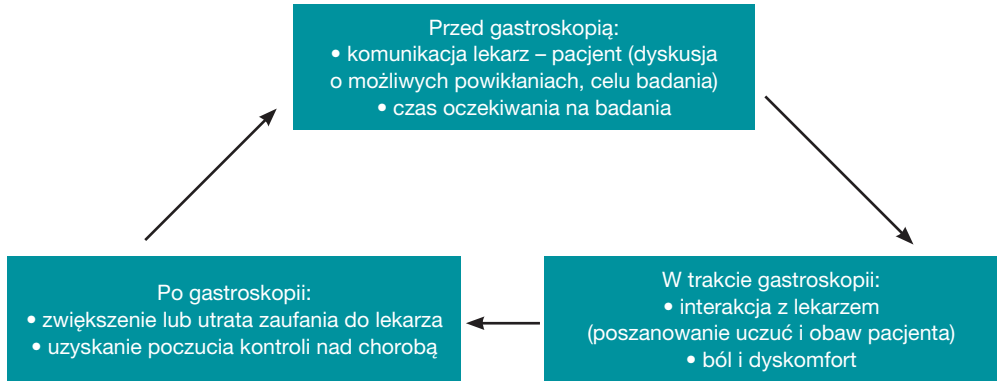 Przed gastroskopią:
• komunikacja lekarz – pacjent (dyskusja
o możliwych powikłaniach, celu badania)
• czas oczekiwania na badania
Po gastroskopii:
• zwiększenie lub utrata zaufania do lekarza
• uzyskanie poczucia kontroli nad chorobą
W trakcie gastroskopii:
• interakcja z lekarzem
(poszanowanie uczuć i obaw pacjenta)
• ból i dyskomfort